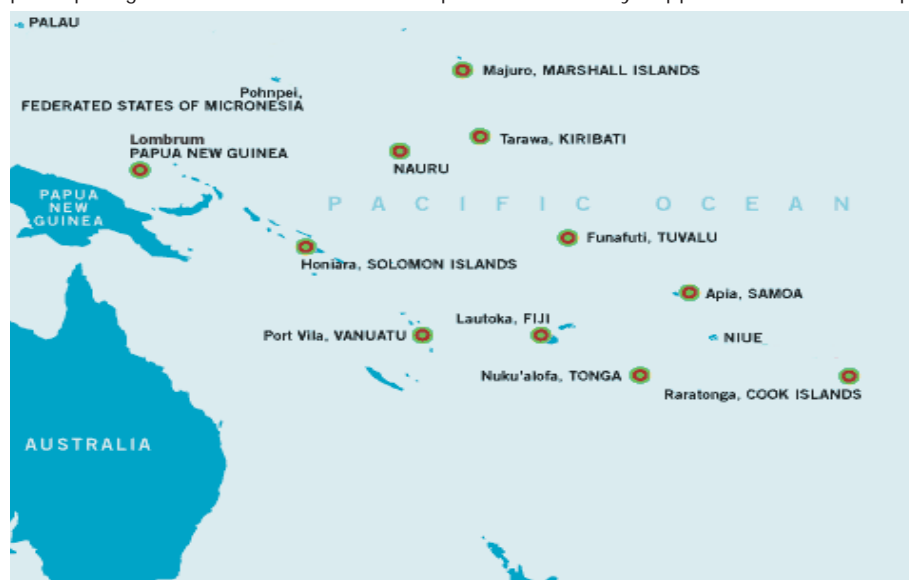 PALAU
Majuro, MARSHALL ISLANDS
Pohnpei,
FEDERATED STATES OF MICRONESIA
Tarawa, KIRIBATI
Lombrum
PAPUA NEW GUINEA
NAURU
PAPUA
NEW
GUINEA
PACIFIC OCEAN
Funafuti, TUVALU
Honiara, SOLOMON ISLANDS
Apia, SAMOA
Lautoka, FIJI
Port Vila, VANUATU
NIUE
Nuku'alofa, TONGA
Raratonga, COOK ISLANDS
AUSTRALIA